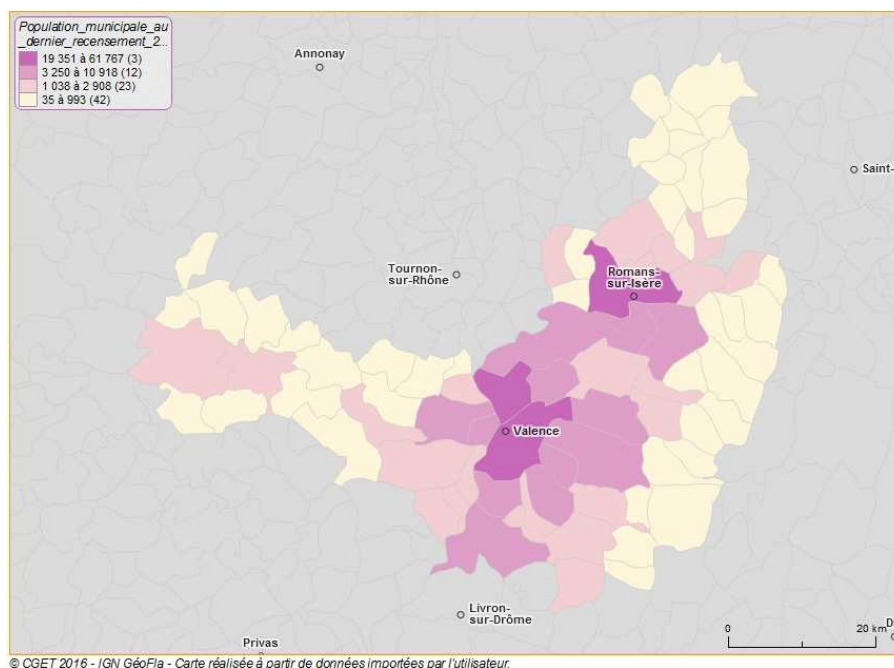 Population_municipale_au
_dernier_recensement_2...
19 351 à 61 767 (3)
3 250 à 10 918 (12)
1 038 à 2 908 (23)
35 à 993 (42)
Annonay
Saint-
Tournon-
sur-Rhône
Romans-
sur-Isère
Valence
Livron-
sur-Drôme
Privas
0
20 km
D
© CGET 2016 - IGN GéoFla - Carte réalisée à partir de données importées par l'utilisateur.